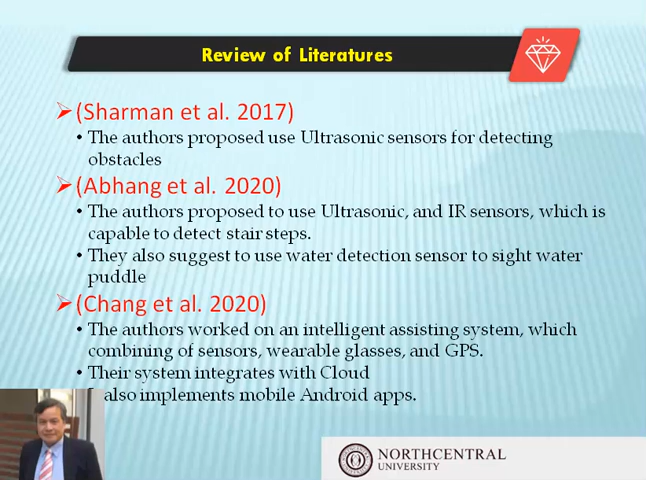 Review of Literatures
(Sharman et al. 2017)
• The authors proposed use Ultrasonic sensors for detecting
obstacles
(Abhang et al. 2020)
• The authors proposed to use Ultrasonic, and IR sensors, which is
capable to detect stair steps.
• They also suggest to use water detection sensor to sight water
puddle
(Chang et al. 2020)
• The authors worked on an intelligent assisting system, which
combining of sensors, wearable glasses, and GPS.
• Their system integrates with Cloud
also implements mobile Android apps.
NORTHCENTRAL
UNIVERSITY